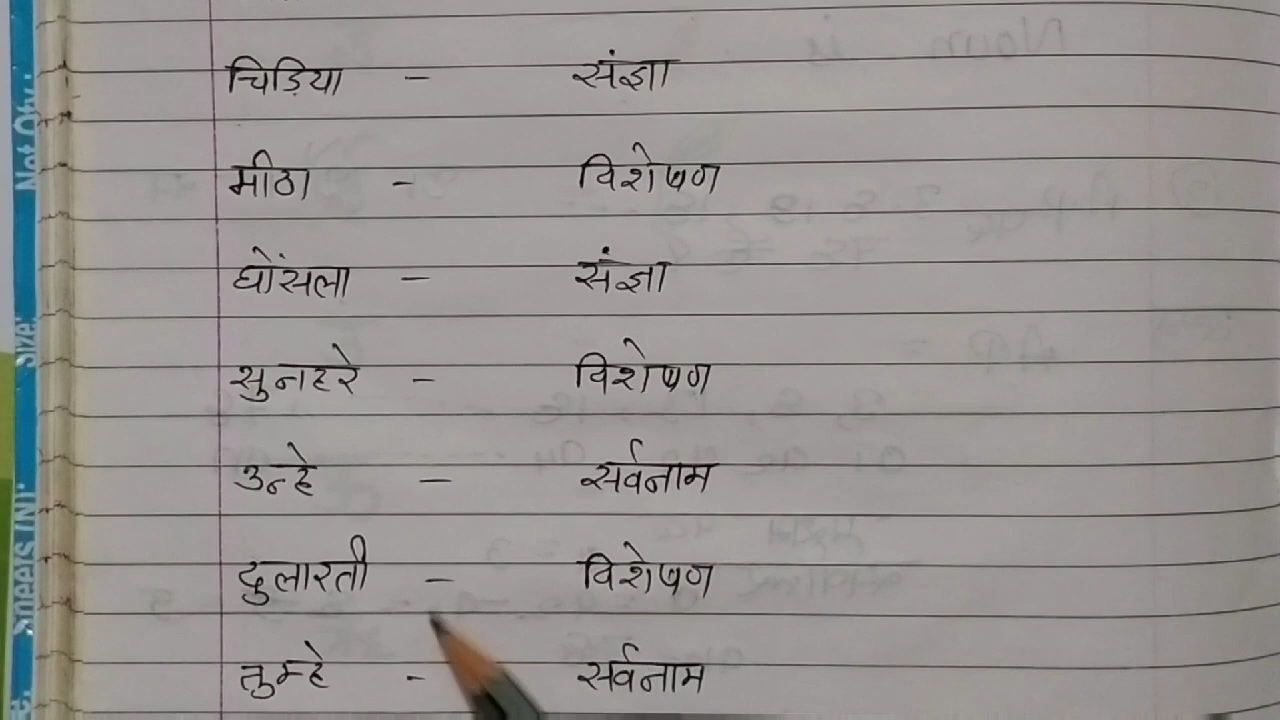 चिड़िया - संज्ञा
मीठा - विशेषण
घोंसला - संज्ञा
सुनहरे - विशेषण
उन्हे - सर्वनाम
दुलारती - विशेषण
तुम्हे - सर्वनाम